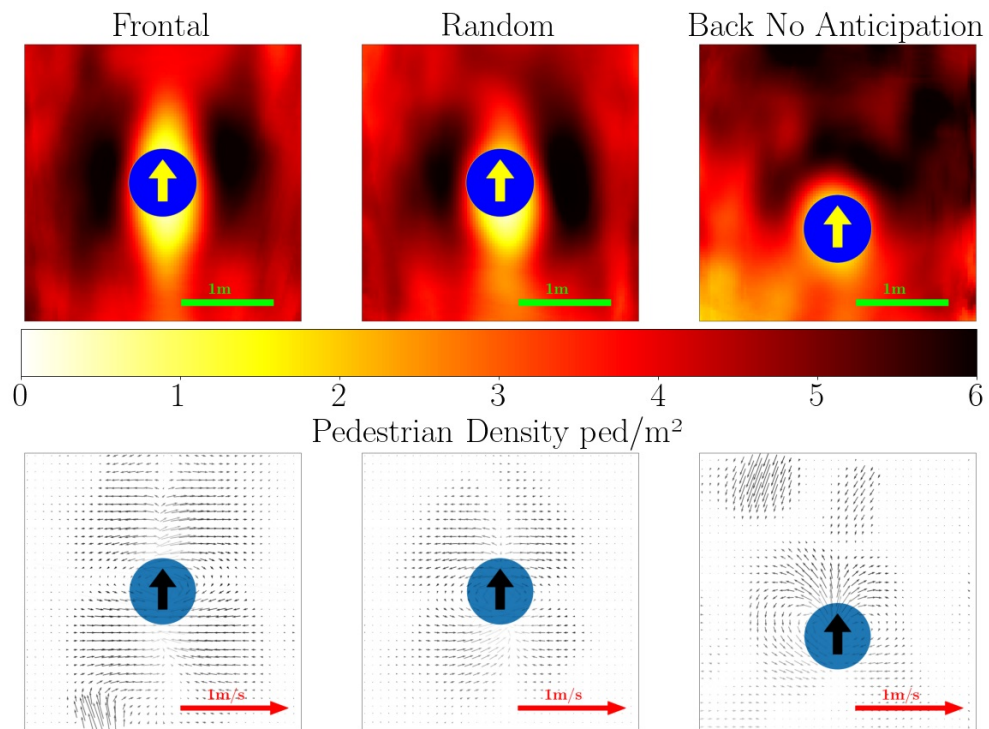 Frontal
Random
Back No Anticipation
1m
1m
1m
0 1 2 3 4 5 6
Pedestrian Density ped/m²
1m/s
1m/s
1m/s